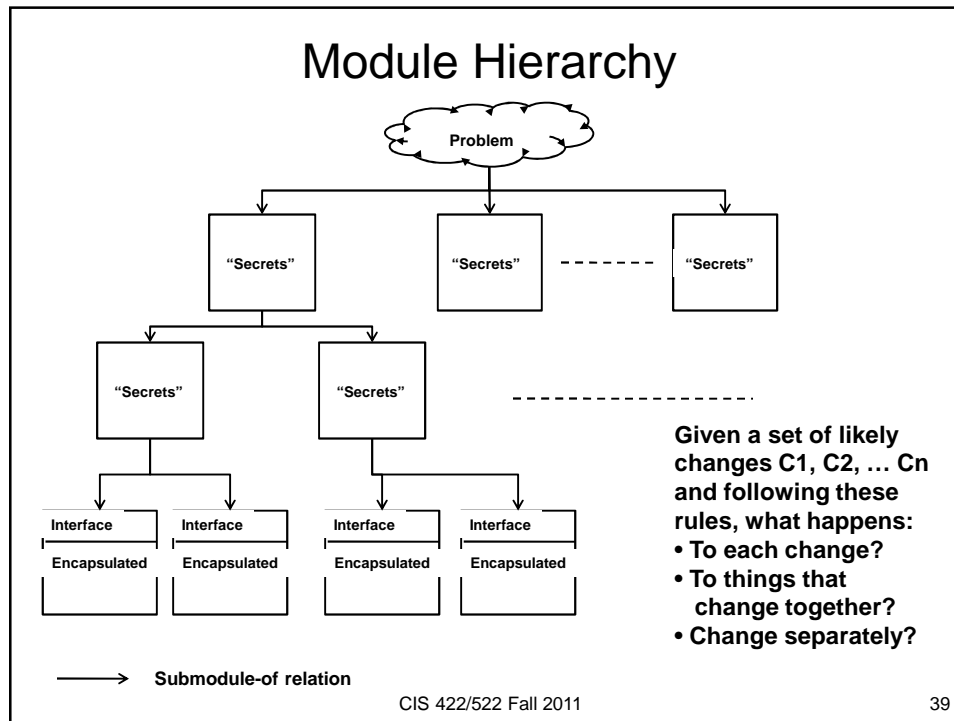 Module Hierarchy
Problem
“Secrets”
“Secrets”
“Secrets”
“Secrets”
“Secrets”
Given a set of likely
changes C1, C2, … Cn
and following these
rules, what happens:
• To each change?
• To things that
change together?
• Change separately?
Interface
Interface
Interface
Interface
Encapsulated
Encapsulated
Encapsulated
Encapsulated
Submodule-of relation
CIS 422/522 Fall 2011
39